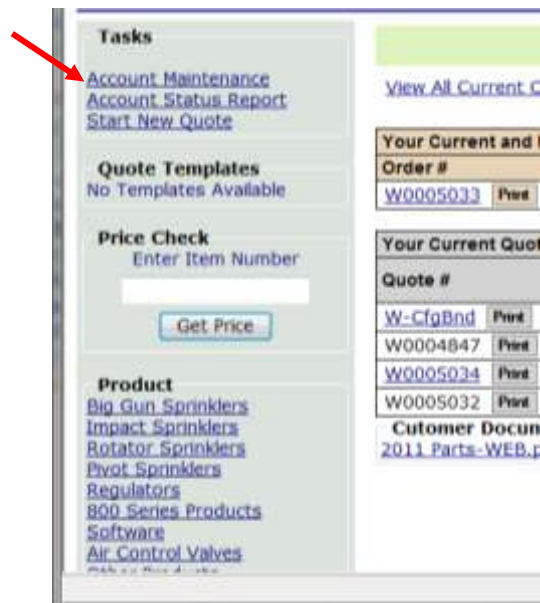 Tasks
Account Maintenance
Account Status Report
Start New Quote
Quote Templates
No Templates Available
Price Check
Enter Item Number
Get Price
Product
Big Gun Sprinklers
Impact Sprinklers
Rotator Sprinklers
Pivot Sprinklers
Regulators
800 Series Products
Software
Air Control Valves
View All Current
Your Current and
Order #
W0005033 Print
Your Current Quot
Quote #
W-CfgBnd Print
W0004847 Print
W0005034 Print
W0005032 Print
Cutomer Docum
2011 Parts-WEB.p